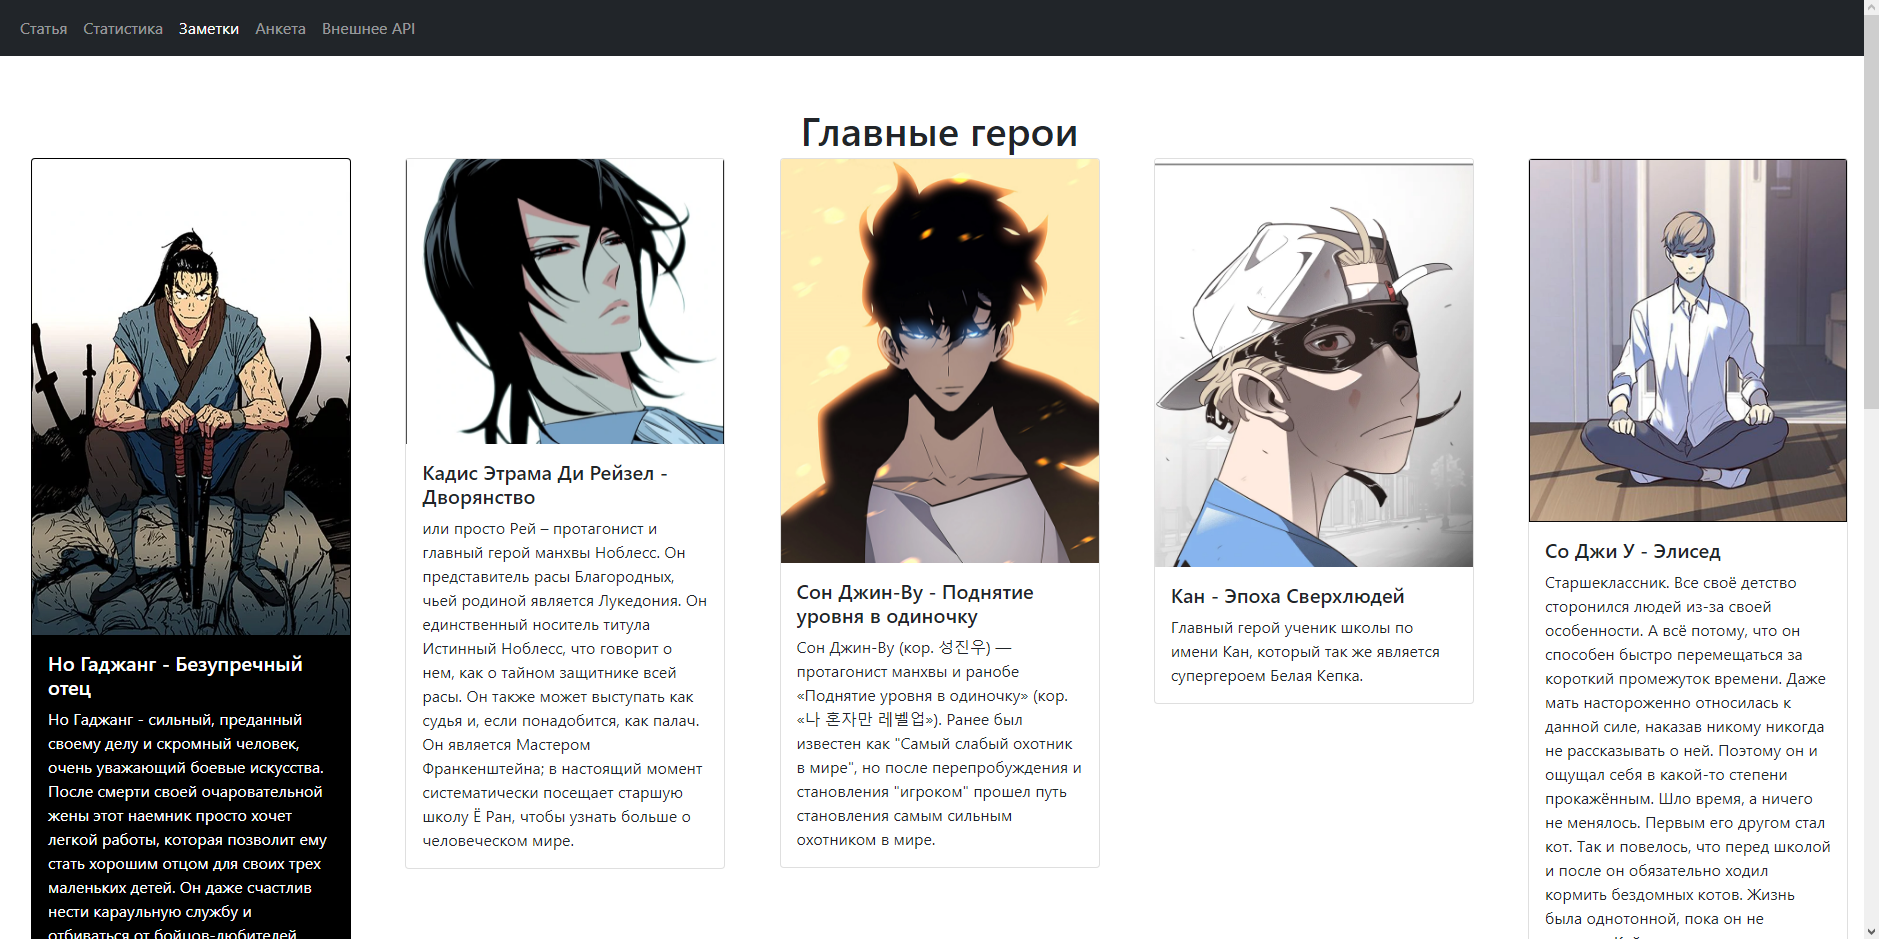 Статья Статистика Заметки Анкета Внешнее API
Главные герои
Но Гаджанг - Безупречный
отец
Но Гаджанг - сильный, преданный
своему делу и скромный человек,
очень уважающий боевые искусства.
После смерти своей очаровательной
жены этот наемник просто хочет
легкой работы, которая позволит ему
стать хорошим отцом для своих трех
маленьких детей. Он даже счастлив
нести караульную службу и
отбиваться от бойцов-любителей
Кадис Этрама Ди Рейзел -
Дворянство
или просто Рей – протагонист и
главный герой манхвы Ноблесс. Он
представитель расы Благородных,
чьей родиной является Лукедония. Он
единственный носитель титула
Истинный Ноблесс, что говорит о
нем, как о тайном защитнике всей
расы. Он также может выступать как
судья и, если понадобится, как палач.
Он является Мастером
Франкенштейна; в настоящий момент
систематически посещает старшую
школу Ё Ран, чтобы узнать больше о
человеческом мире.
Сон Джин-Ву - Поднятие
уровня в одиночку
Сон Джин-Ву (кор. 성진우) —
протагонист манхвы и ранобе
«Поднятие уровня в одиночку» (кор.
«나 혼자만 레벨업»). Ранее был
известен как "Самый слабый охотник
в мире", но после перепробуждения и
становления "игроком" прошел путь
становления самым сильным
охотником в мире.
Кан - Эпоха Сверхлюдей
Главный герой ученик школы по
имени Кан, который так же является
супергероем Белая Кепка.
Со Джи У - Элисед
Старшеклассник. Все своё детство
сторонился людей из-за своей
особенности. А всё потому, что он
способен быстро перемещаться за
короткий промежуток времени. Даже
мать настороженно относилась к
данной силе, наказав никому никогда
не рассказывать о ней. Поэтому он и
ощущал себя в какой-то степени
прокажённым. Шло время, а ничего
не менялось. Первым его другом стал
кот. Так и повелось, что перед школой
и после он обязательно ходил
кормить бездомных котов. Жизнь
была однотонной, пока он не